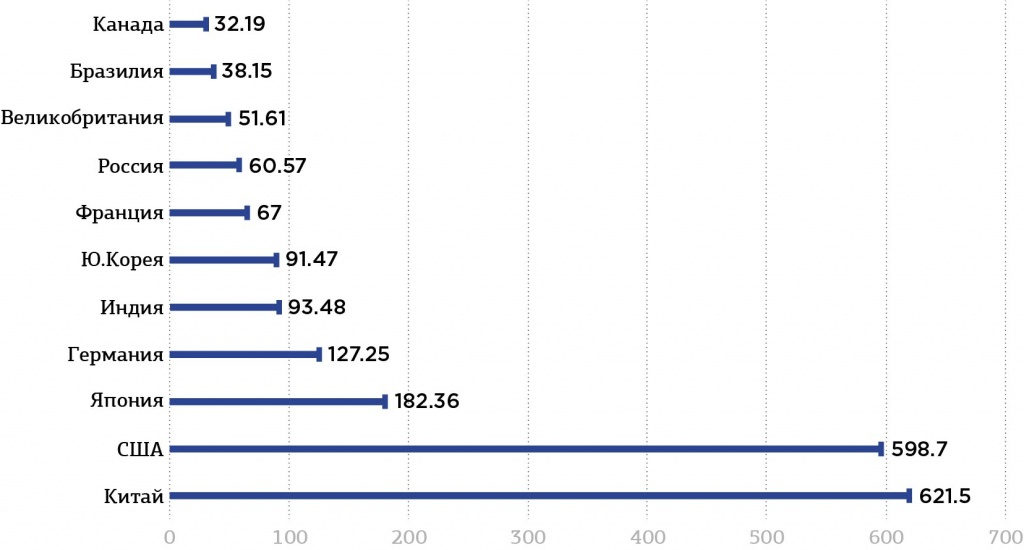 Канада 32.19
Бразилия 38.15
Великобритания 51.61
Россия 60.57
Франция 67
Ю.Корея 91.47
Индия 93.48
Германия 127.25
Япония 182.36
США 598.7
Китай 621.5
0 100 200 300 400 500 600 700